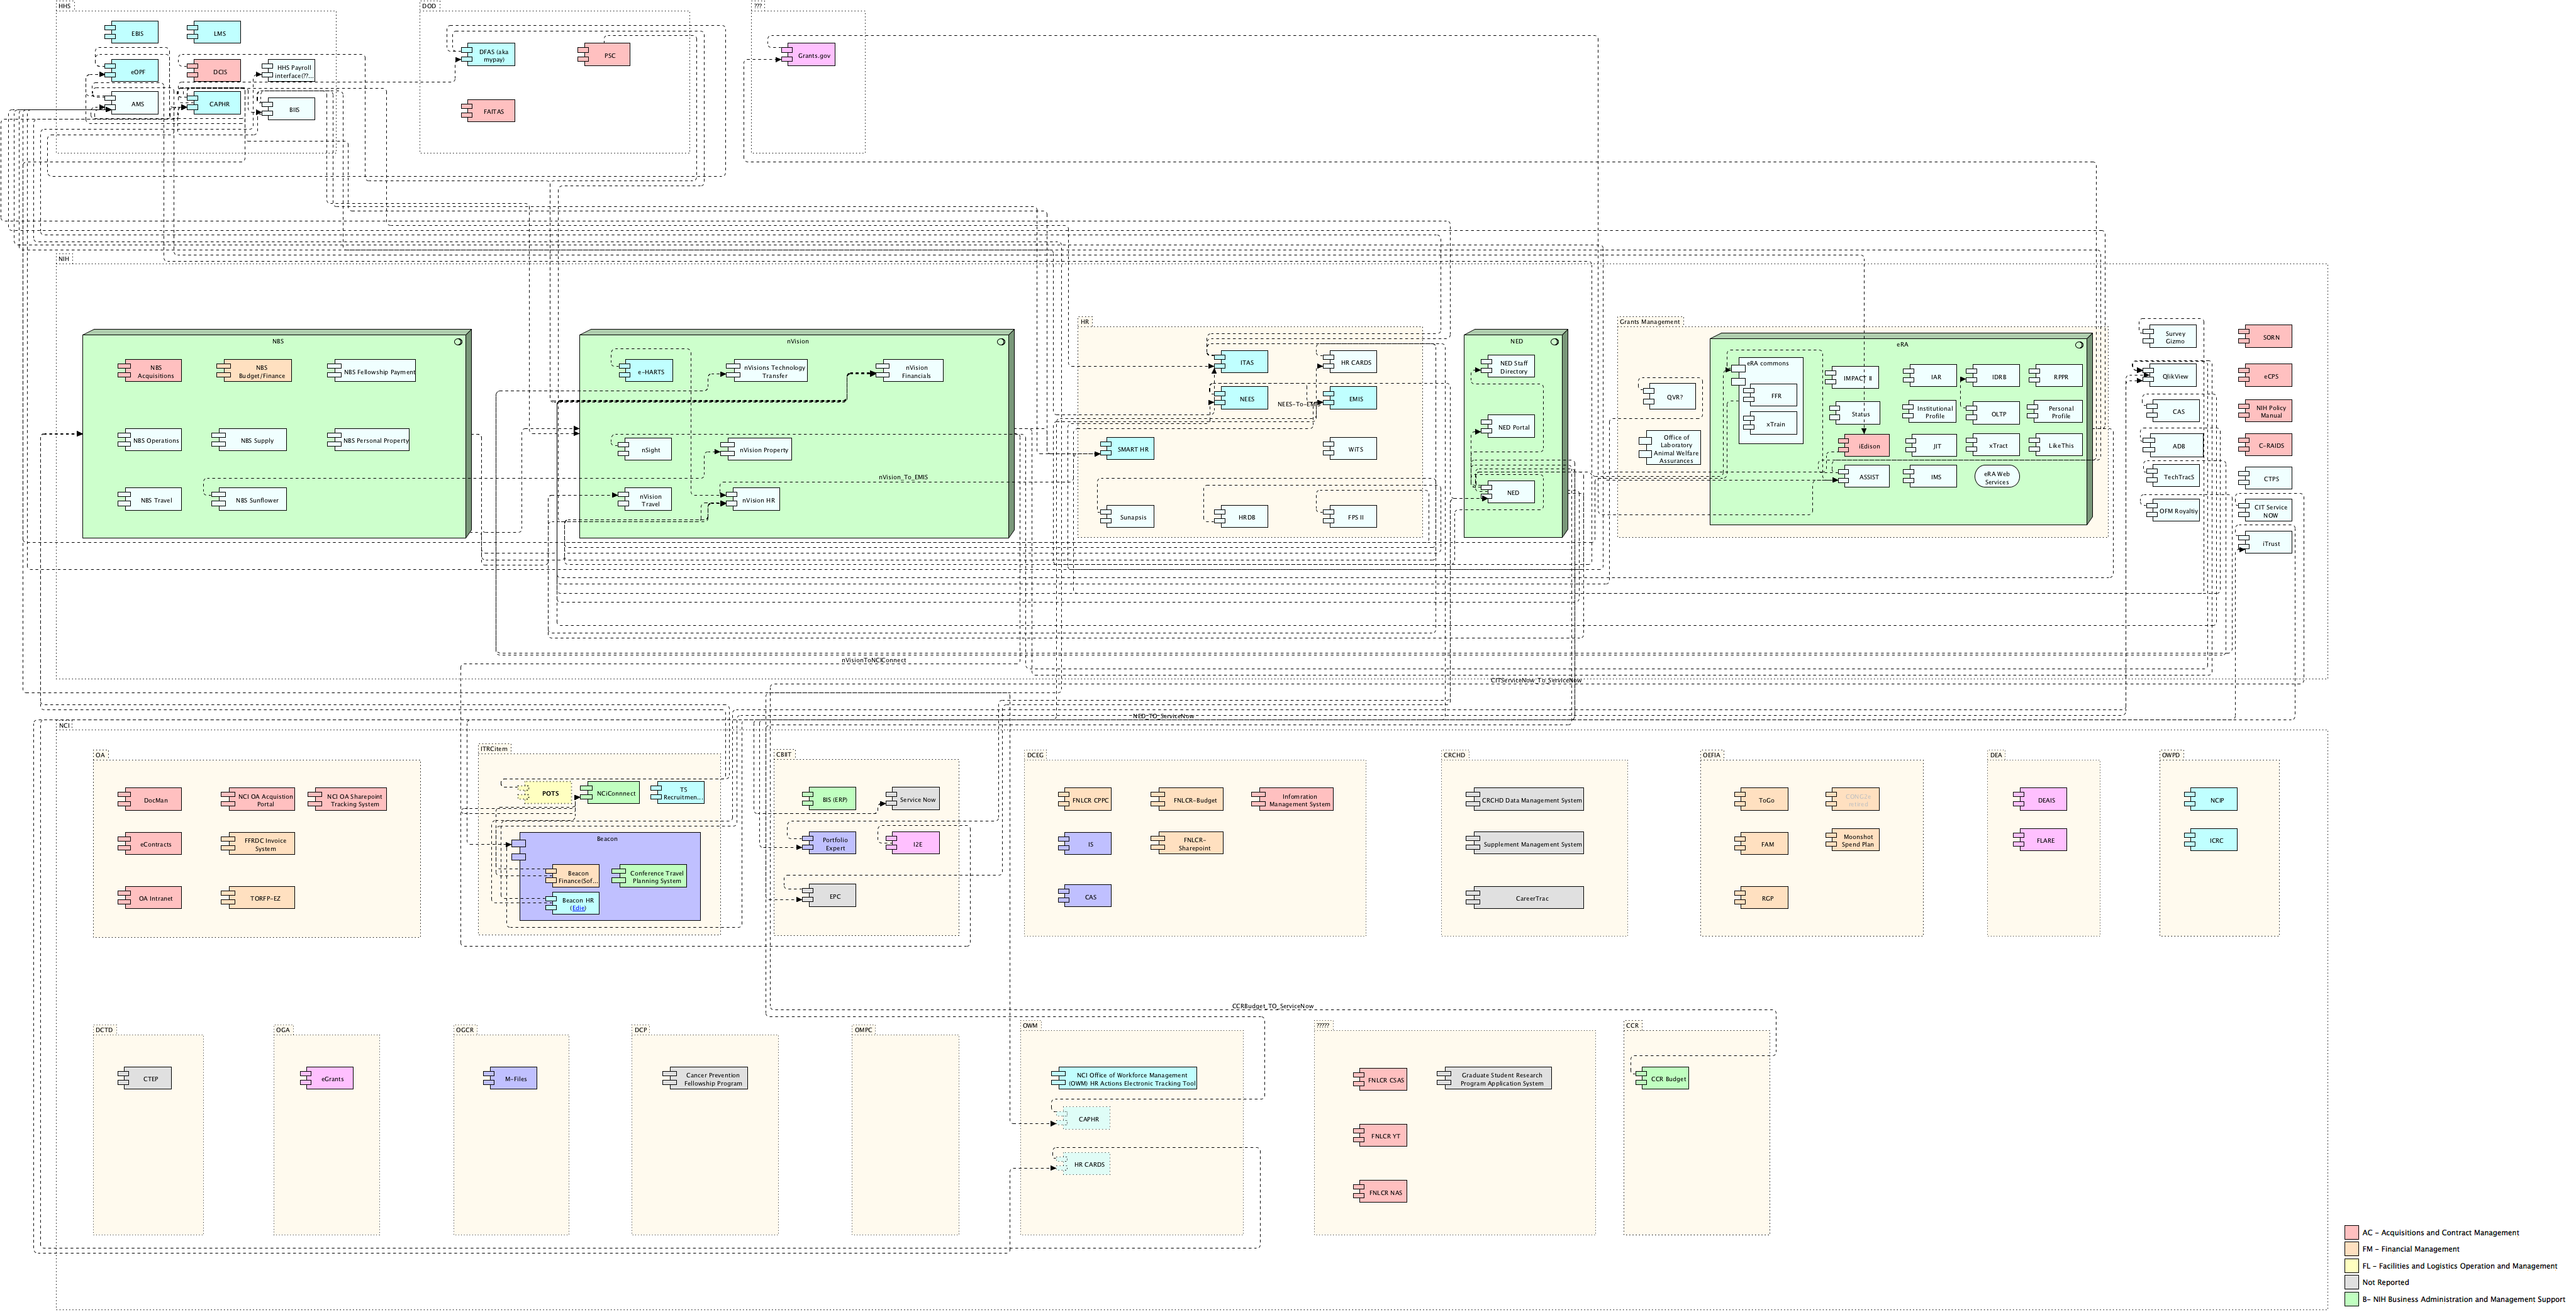 HHS
DOD
???
EBIS
LMS
eOPF
DCIS
HHS Payroll
interface(??...
AMS
CAPHR
BIIS
DFAS (aka
mypay)
PSC
FAITAS
Grants.gov
NIH
NBS
NBS
Acquisitions
NBS
Budget/Finance
NBS Fellowship Payment
NBS Operations
NBS Supply
NBS Personal Property
NBS Travel
NBS Sunflower
nVision
e-HARTS
nVisions Technology
Transfer
nVision
Financials
nSight
nVision Property
nVision
Travel
nVision HR
nVision_To_EMIS
HR
ITAS
HR CARDS
NEES
NEES-To-EMIS
EMIS
SMART HR
WiTS
Sunapsis
HRDB
FPS II
NED
NED Staff
Directory
NED Portal
NED
Grants Management
QVR?
Office of
Laboratory
Animal Welfare
Assurances
eRA
eRA commons
FFR
xTrain
IMPACT II
IAR
IDRB
RPPR
Status
Institutional
Profile
OLTP
Personal
Profile
iEdison
JIT
xTract
LikeThis
ASSIST
IMS
eRA Web
Services
Survey
Gizmo
SORN
QlikView
eCPS
CAS
NIH Policy
Manual
ADB
C-RAIDS
TechTracS
CTPS
OFM Royaltiy
CIT Service
NOW
iTrust
nVisionToNCIConnect
CITServiceNow_To_ServiceNow
NED_TO_ServiceNow
NCI
OA
DocMan
NCI OA Acquistion
Portal
NCI OA Sharepoint
Tracking System
eContracts
FFRDC Invoice
System
OA Intranet
TORFP-EZ
ITRCitem
POTS
NCiConnnect
TS
Recruitmen...
Beacon
Beacon
Finance(Sof...
Conference Travel
Planning System
Beacon HR
(Edie)
CBIIT
BIS (ERP)
Service Now
Portfolio
Expert
I2E
EPC
DCEG
FNLCR CPPC
FNLCR-Budget
Infomration
Management System
IS
FNLCR-
Sharepoint
CAS
CRCHD
CRCHD Data Management System
Supplement Management System
CareerTrac
OEFIA
ToGo
FAM
Moonshot
Spend Plan
RGP
DEA
DEAIS
FLARE
OWPD
NCIP
ICRC
CCRBudget_TO_ServiceNow
DCTD
CTEP
OGA
eGrants
OGCR
M-Files
DCP
Cancer Prevention
Fellowship Program
OMPC
OWM
NCI Office of Workforce Management
(OWM) HR Actions Electronic Tracking Tool
CAPHR
HR CARDS
?????
FNLCR CSAS
Graduate Student Research
Program Application System
FNLCR YT
FNLCR NAS
CCR
CCR Budget
AC - Acquisitions and Contract Management
FM - Financial Management
FL - Facilities and Logistics Operation and Management
Not Reported
B- NIH Business Administration and Management Support